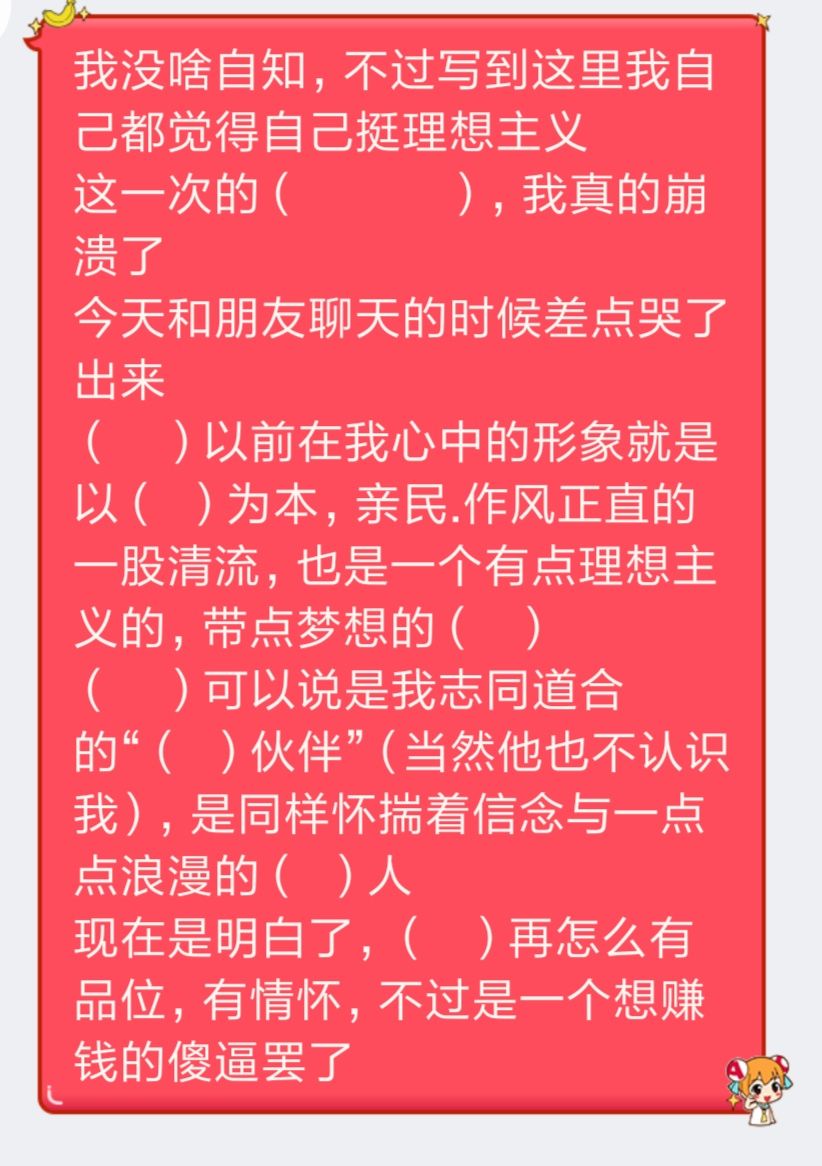 我没啥自知，不过写到这里我自
己都觉得自己挺理想主义
这一次的（　　　　），我真的崩
溃了
今天和朋友聊天的时候差点哭了
出来
（　　）以前在我心中的形象就是
以（　）为本，亲民.作风正直的
一股清流，也是一个有点理想主
义的，带点梦想的（　）
（　　）可以说是我志同道合
的“（　）伙伴”（当然他也不认识
我），是同样怀揣着信念与一点
点浪漫的（　）人
现在是明白了，（　）再怎么有
品位，有情怀，不过是一个想赚
钱的傻逼罢了